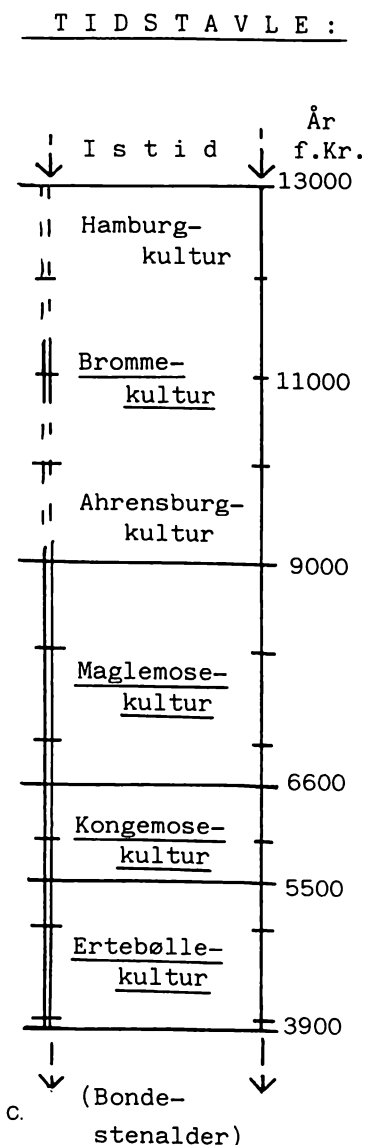 TIDSTAVLE:
År
Istid f.Kr.
13000
Hamburg-
kultur
Bromme-
kultur 11000
Ahrensburg-
kultur
9000
Maglemose-
kultur
6600
Kongemose-
kultur
5500
Ertebølle-
kultur
3900
(Bonde-
C.
stenalder)